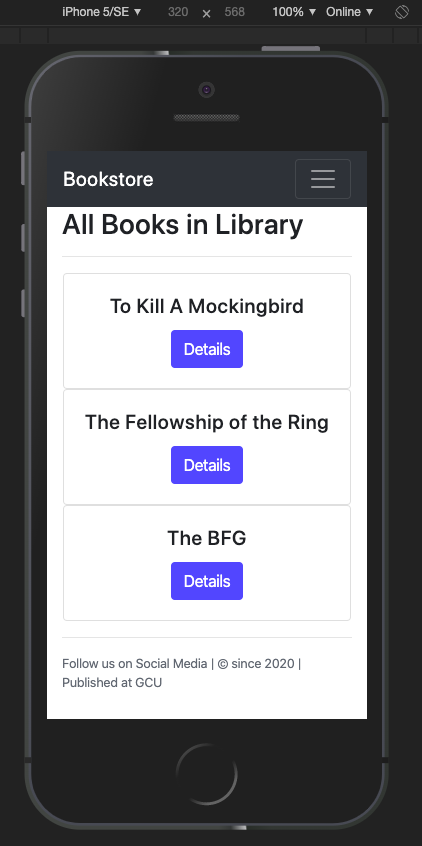 iPhone 5/SE ▼ 320 × 568 100% ▼ Online ▼
Bookstore
All Books in Library
To Kill A Mockingbird
Details
The Fellowship of the Ring
Details
The BFG
Details
Follow us on Social Media | © since 2020 |
Published at GCU